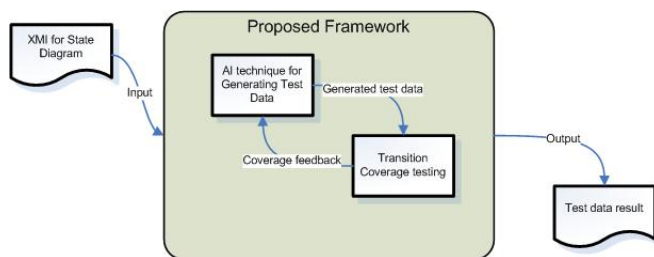 Proposed Framework
XMI for State
Diagram
Input
AI technique for
Generating Test
Data
Generated test data
Coverage feedback
Transition
Coverage testing
Output
Test data result